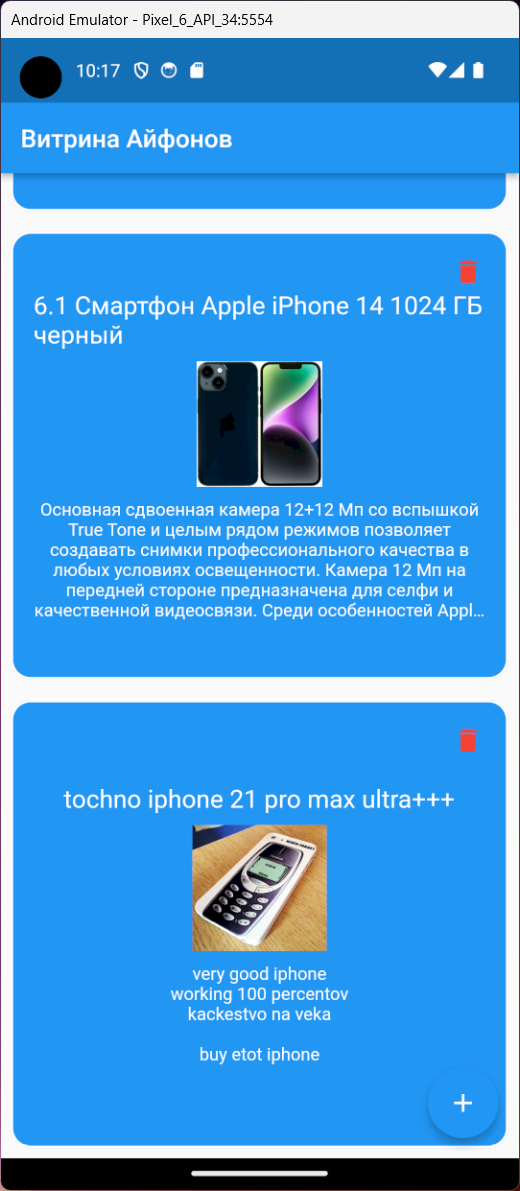 Android Emulator - Pixel_6_API_34:5554
10:17
Витрина Айфонов
6.1 Смартфон Apple iPhone 14 1024 ГБ
черный
Основная сдвоенная камера 12+12 Мп со вспышкой
True Tone и целым рядом режимов позволяет
создавать снимки профессионального качества в
любых условиях освещенности. Камера 12 Мп на
передней стороне предназначена для селфи и
качественной видеосвязи. Среди особенностей Appl...
tochno iphone 21 pro max ultra+++
very good iphone
working 100 percentov
kackestvo na veka
buy etot iphone
+